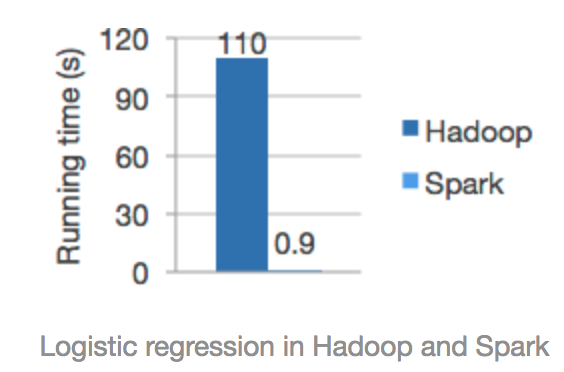 Running time (s)
120
90
60
30
0
110
0.9
Hadoop
Spark
Logistic regression in Hadoop and Spark